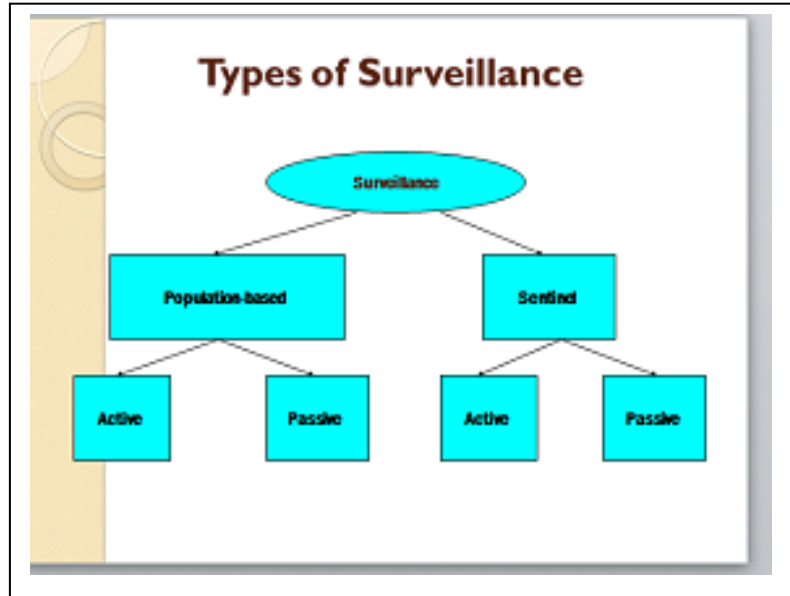 Types of Surveillance
Surveillance
Population-based
Sentinel
Active
Passive
Active
Passive